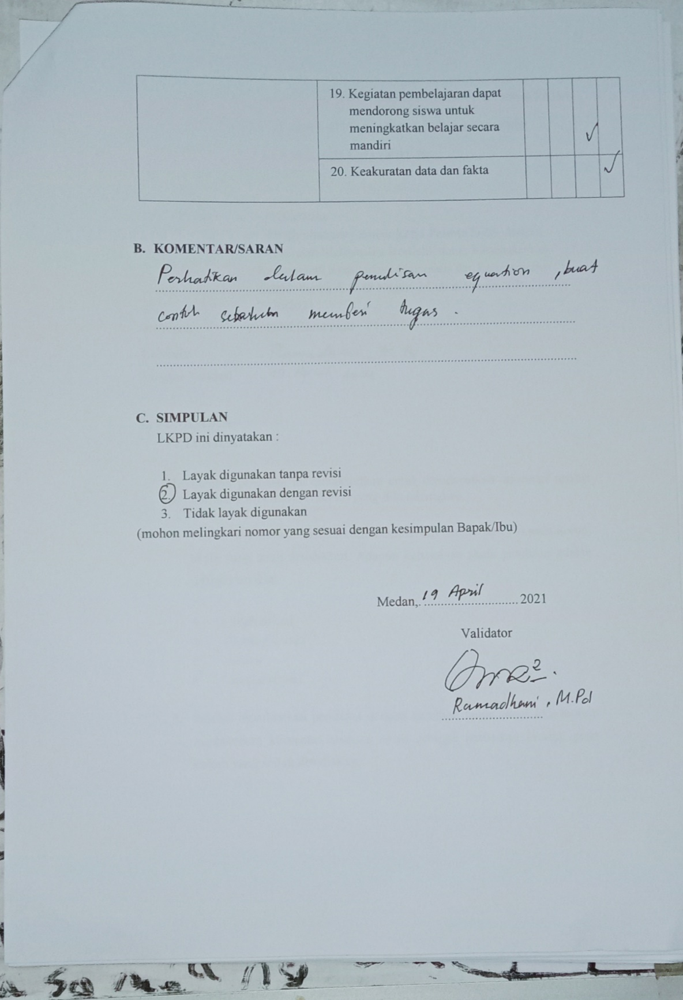 19. Kegiatan pembelajaran dapat
mendorong siswa untuk
meningkatkan belajar secara
mandiri
✓
20. Keakuratan data dan fakta
✓
B. KOMENTAR/SARAN
Perhatikan dalam penulisan equation, buat
contoh sebelum memberi tugas.
C. SIMPULAN
LKPD ini dinyatakan :
1. Layak digunakan tanpa revisi
2. Layak digunakan dengan revisi
3. Tidak layak digunakan
(mohon melingkari nomor yang sesuai dengan kesimpulan Bapak/Ibu)
Medan, 19 April 2021
Validator
Ramadhani, M.Pd